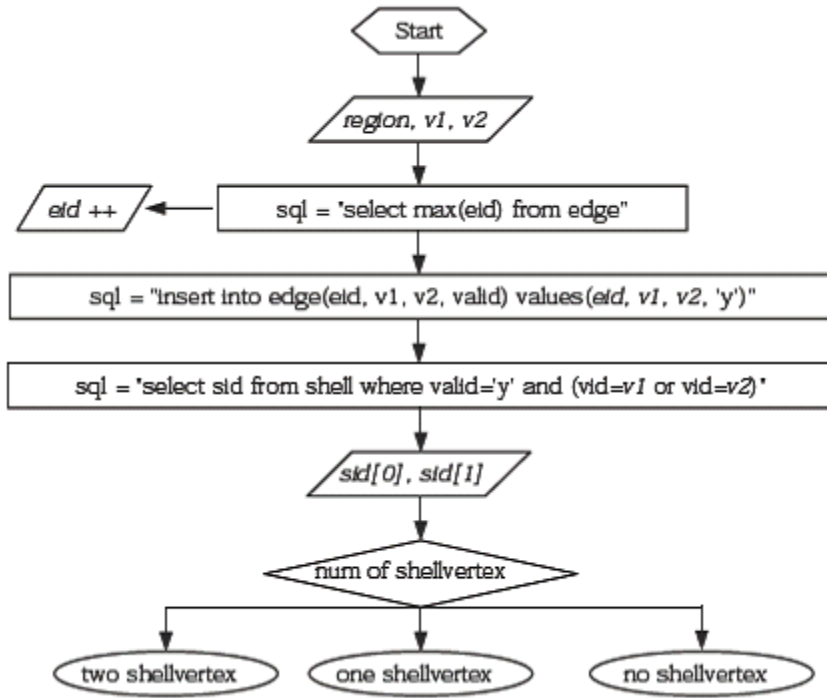 Start
region, v1, v2
eid ++
sql = "select max(eid) from edge"
sql = "insert into edge(eid, v1, v2, valid) values(eid, v1, v2, 'y')"
sql = "select sid from shell where valid='y' and (vid=v1 or vid=v2)"
sid[0], sid[1]
num of shellvertex
two shellvertex
one shellvertex
no shellvertex